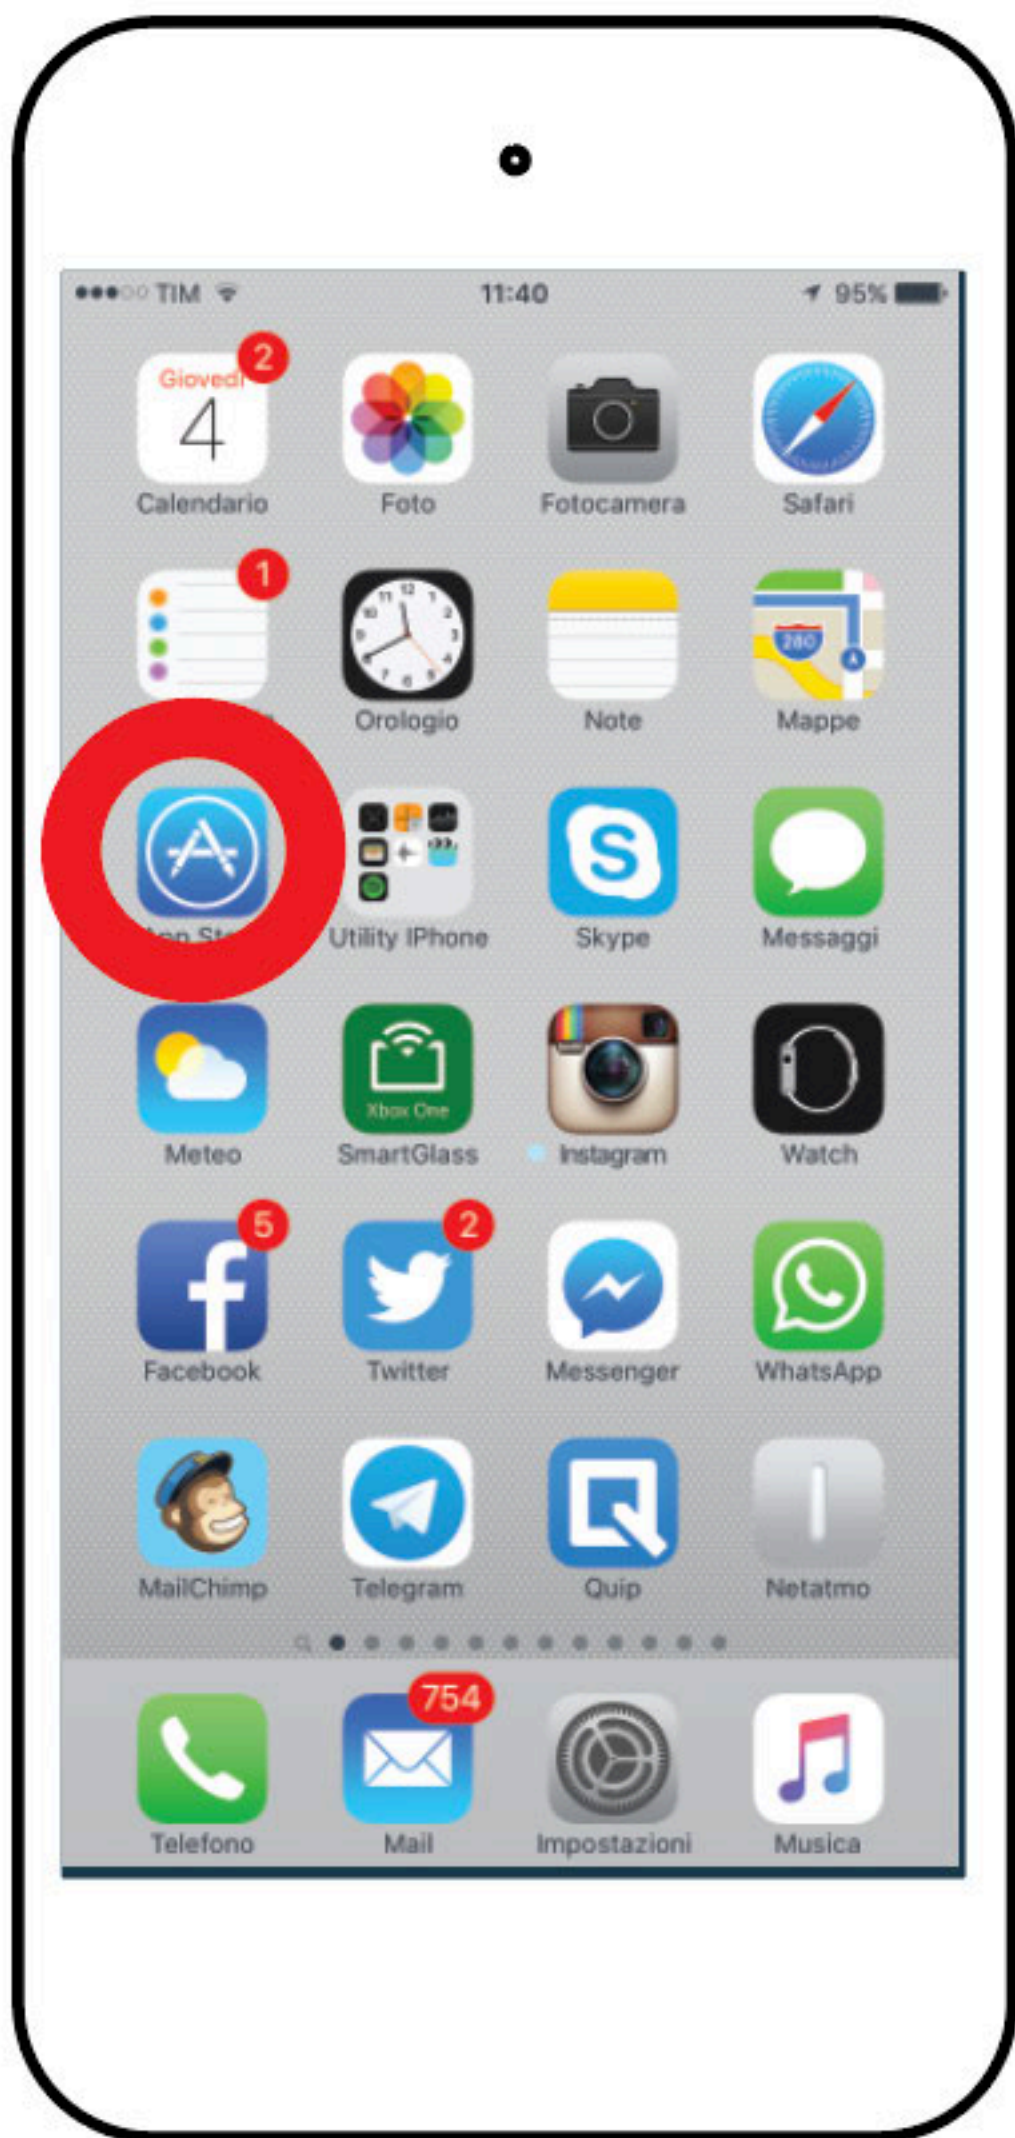 TIM 11:40 95%
2
Giovedì
4
Calendario Foto Fotocamera Safari
1
280
Orologio Note Mappe
App Utility IPhone Skype Messaggi
Xbox One
Meteo SmartGlass Instagram Watch
5 2
Facebook Twitter Messenger WhatsApp
MailChimp Telegram Quip Netatmo
754
Telefono Mail Impostazioni Musica